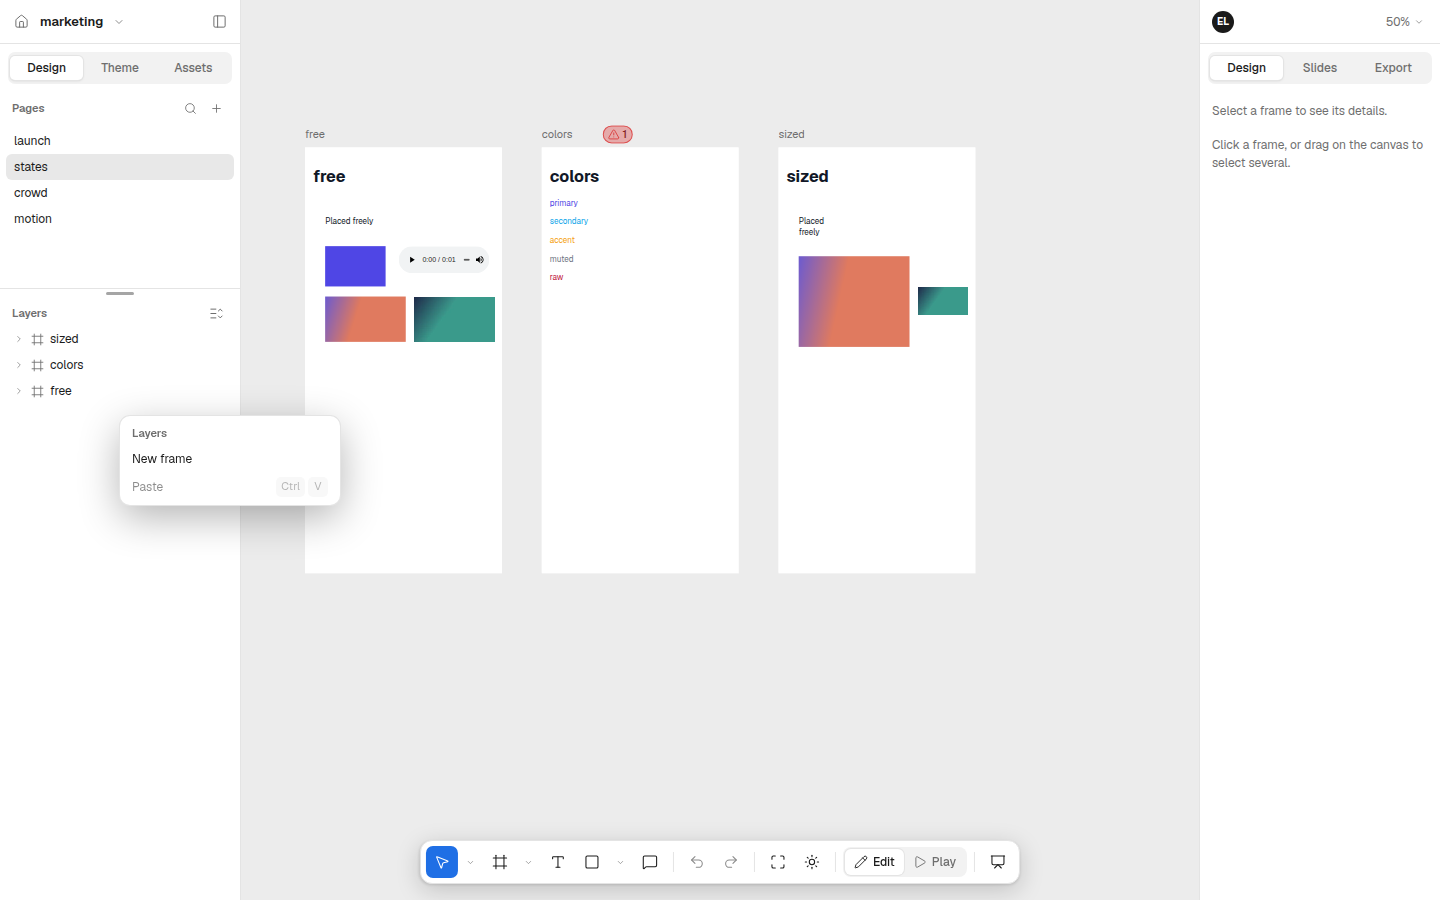 marketing
Design
Theme
Assets
Pages
launch
states
crowd
motion
Layers
sized
colors
free
Layers
New frame
Paste
Ctrl V
free
free
Placed freely
0:00 / 0:01
colors
1
colors
primary
secondary
accent
muted
raw
sized
sized
Placed
freely
Edit
Play
EL
50%
Design
Slides
Export
Select a frame to see its details.
Click a frame, or drag on the canvas to
select several.